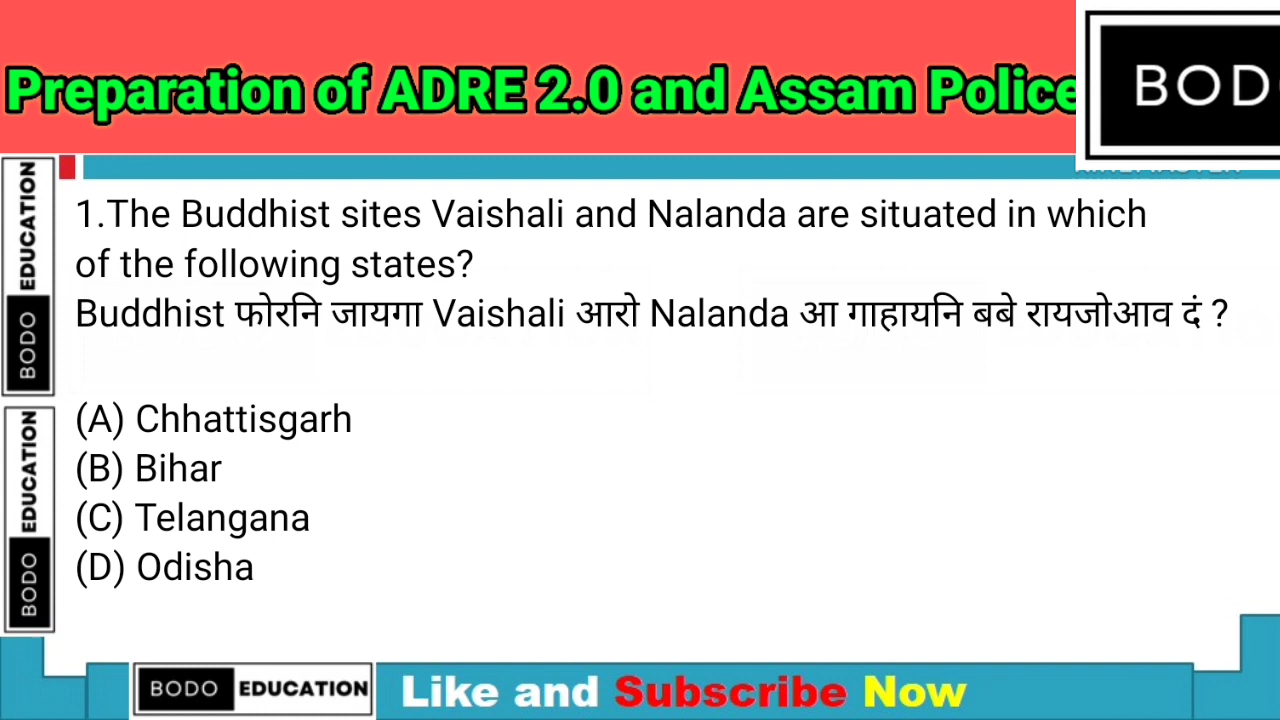 Preparation of ADRE 2.0 and Assam Police
BOD
EDUCATION
BODO
EDUCATION
BODO
1.The Buddhist sites Vaishali and Nalanda are situated in which
of the following states?
Buddhist फोरनि जायगा Vaishali आरो Nalanda आ गाहायनि बबे रायजोआव दं ?
(A) Chhattisgarh
(B) Bihar
(C) Telangana
(D) Odisha
BODO EDUCATION Like and Subscribe Now